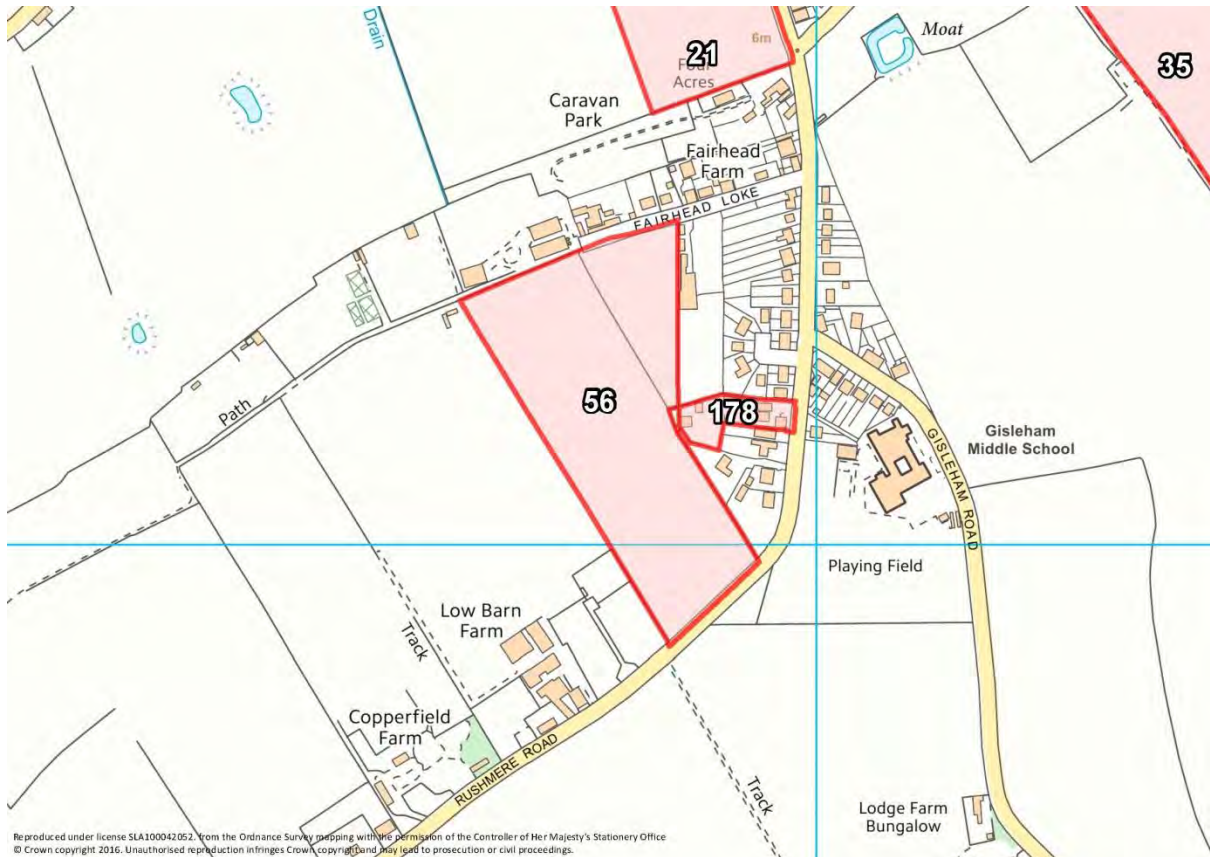 Drain
6m
21
Four
Acres
Moat
35
Caravan
Park
Fairhead
Farm
FAIRHEAD LOKE
56
178
Path
Gisleham
Middle School
GISLEHAM ROAD
Playing Field
Low Barn
Farm
Track
Copperfield
Farm
RUSHMERE ROAD
Track
Lodge Farm
Bungalow
Reproduced under license SLA100042052. from the Ordnance Survey mapping with the permission of the Controller of Her Majesty's Stationery Office
© Crown copyright 2016. Unauthorised reproduction infringes Crown copyright and may lead to prosecution or civil proceedings.